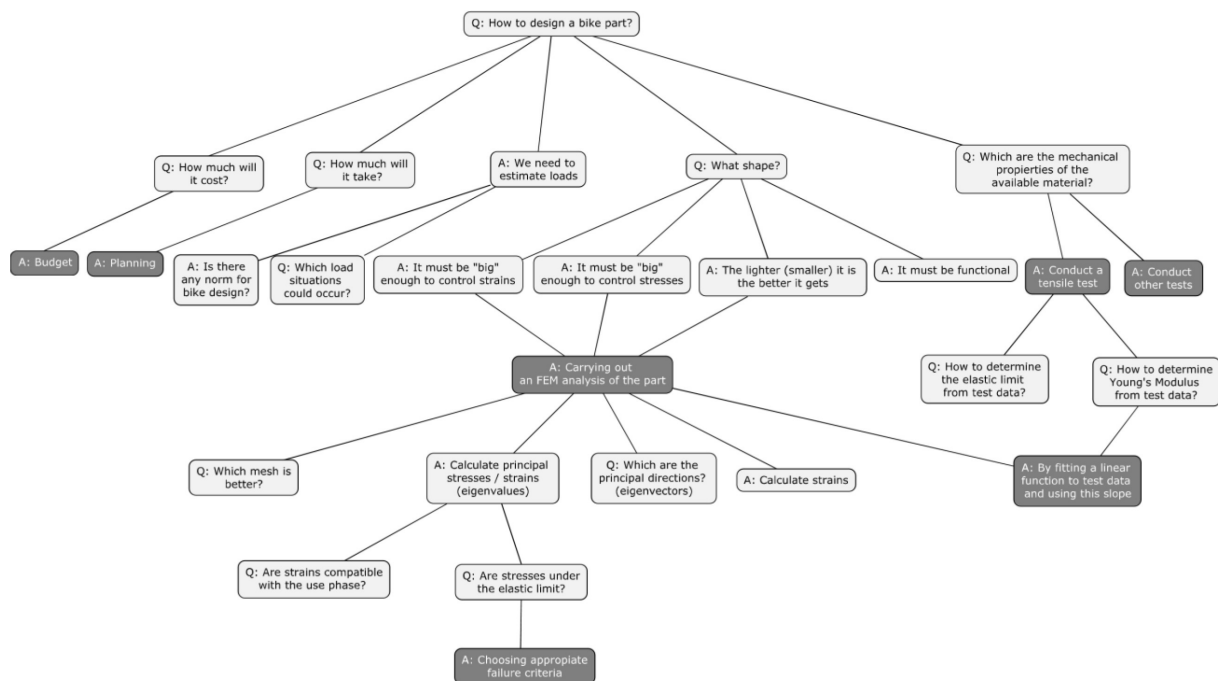 Q: How to design a bike part?
Q: How much will
it cost?
Q: How much will
it take?
A: We need to
estimate loads
Q: What shape?
Q: Which are the mechanical
propierties of the
available material?
A: Budget
A: Planning
A: Is there
any norm for
bike design?
Q: Which load
situations
could occur?
A: It must be "big"
enough to control strains
A: It must be "big"
enough to control stresses
A: The lighter (smaller) it is
the better it gets
A: It must be functional
A: Conduct a
tensile test
A: Conduct
other tests
A: Carrying out
an FEM analysis of the part
Q: How to determine
the elastic limit
from test data?
Q: How to determine
Young's Modulus
from test data?
Q: Which mesh is
better?
A: Calculate principal
stresses / strains
(eigenvalues)
Q: Which are the
principal directions?
(eigenvectors)
A: Calculate strains
A: By fitting a linear
function to test data
and using this slope
Q: Are strains compatible
with the use phase?
Q: Are stresses under
the elastic limit?
A: Choosing appropiate
failure criteria